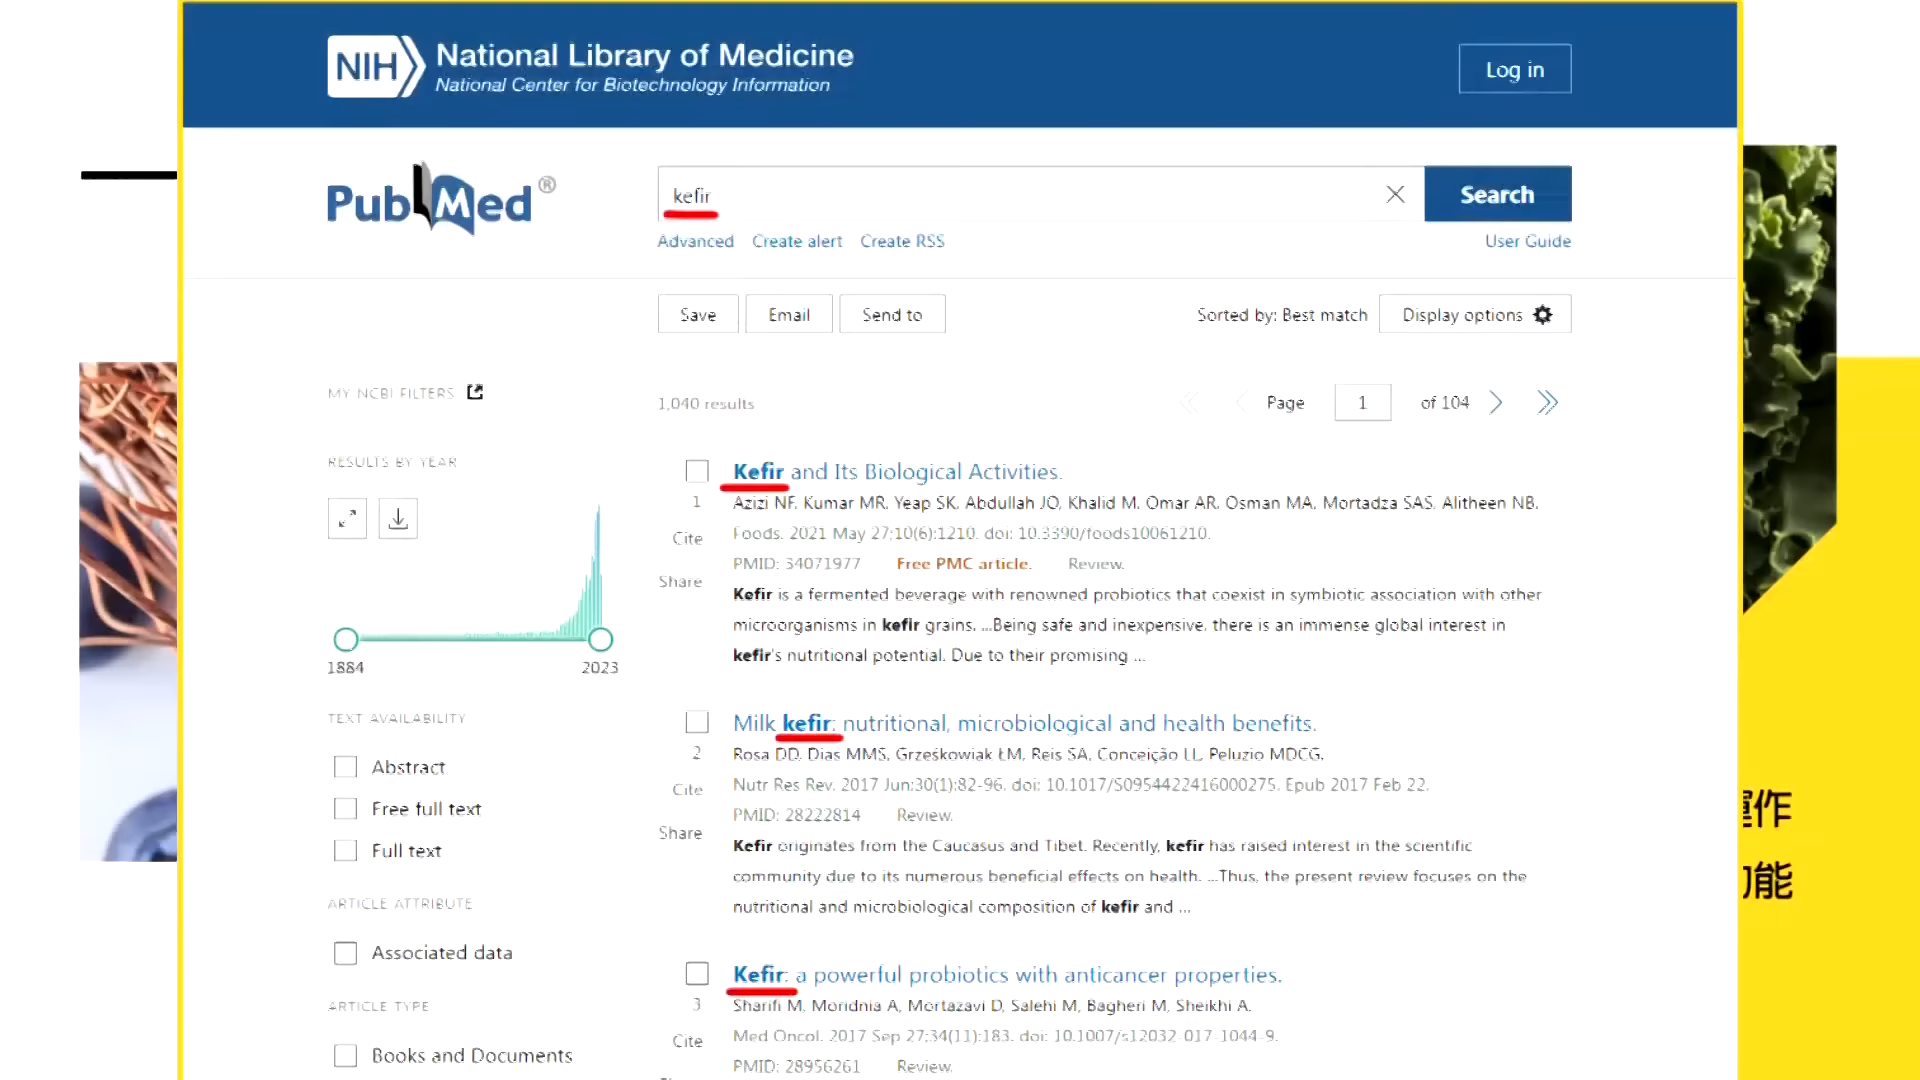 NIH National Library of Medicine
National Center for Biotechnology Information
Log in
PubMed®
kefir
Search
Advanced Create alert Create RSS
User Guide
Save Email Send to
Sorted by: Best match Display options
MY NCBI FILTERS
1,040 results
Page 1 of 104
RESULTS BY YEAR
1884 2023
TEXT AVAILABILITY
Abstract
Free full text
Full text
ARTICLE ATTRIBUTE
Associated data
ARTICLE TYPE
Books and Documents
Kefir and Its Biological Activities.
1
Cite
Share
Azizi NF, Kumar MR, Yeap SK, Abdullah JO, Khalid M, Omar AR, Osman MA, Mortadza SAS, Alitheen NB.
Foods. 2021 May 27;10(6):1210. doi: 10.3390/foods10061210.
PMID: 34071977 Free PMC article. Review.
Kefir is a fermented beverage with renowned probiotics that coexist in symbiotic association with other
microorganisms in kefir grains. ...Being safe and inexpensive, there is an immense global interest in
kefir's nutritional potential. Due to their promising ...
Milk kefir: nutritional, microbiological and health benefits.
2
Cite
Share
Rosa DD, Dias MMS, Grześkowiak ŁM, Reis SA, Conceição LL, Peluzio MDCG.
Nutr Res Rev. 2017 Jun;30(1):82-96. doi: 10.1017/S0954422416000275. Epub 2017 Feb 22.
PMID: 28222814 Review.
Kefir originates from the Caucasus and Tibet. Recently, kefir has raised interest in the scientific
community due to its numerous beneficial effects on health. ...Thus, the present review focuses on the
nutritional and microbiological composition of kefir and ...
Kefir: a powerful probiotics with anticancer properties.
3
Cite
Sharifi M, Moridnia A, Mortazavi D, Salehi M, Bagheri M, Sheikhi A.
Med Oncol. 2017 Sep 27;34(11):183. doi: 10.1007/s12032-017-1044-9.
PMID: 28956261 Review.
作
能